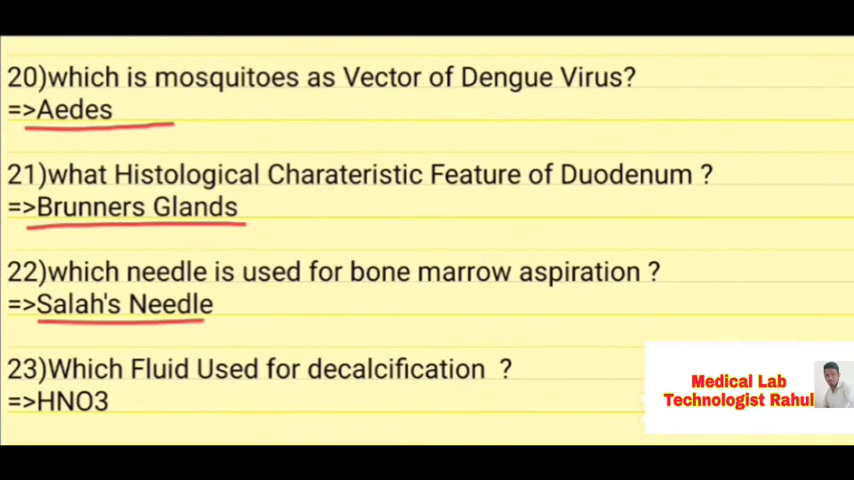 20)which is mosquitoes as Vector of Dengue Virus?
=>Aedes
21)what Histological Charateristic Feature of Duodenum ?
=>Brunners Glands
22)which needle is used for bone marrow aspiration ?
=>Salah's Needle
23)Which Fluid Used for decalcification ?
=>HNO3
Medical Lab
Technologist Rahul